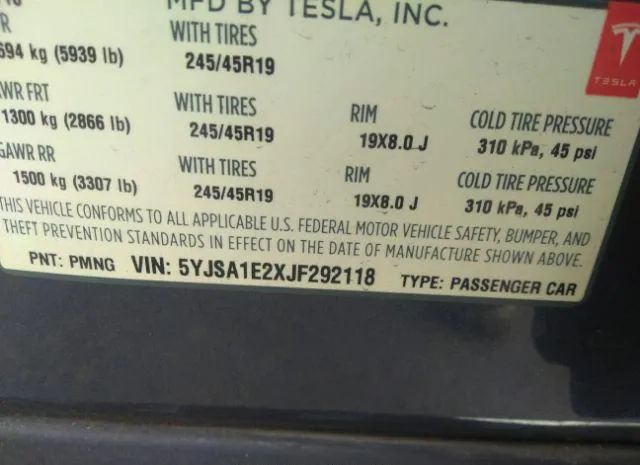 MFD BY TESLA, INC.
WITH TIRES
694 kg (5939 lb) 245/45R19
TESLA
FRT WITH TIRES RIM COLD TIRE PRESSURE
1300 kg (2866 lb) 245/45R19 19X8.0 J 310 kPa, 45 psi
GAWR RR WITH TIRES RIM COLD TIRE PRESSURE
1500 kg (3307 lb) 245/45R19 19X8.0 J 310 kPa, 45 psi
THIS VEHICLE CONFORMS TO ALL APPLICABLE U.S. FEDERAL MOTOR VEHICLE SAFETY, BUMPER, AND
THEFT PREVENTION STANDARDS IN EFFECT ON THE DATE OF MANUFACTURE SHOWN ABOVE.
PNT: PMNG VIN: 5YJSA1E2XJF292118 TYPE: PASSENGER CAR